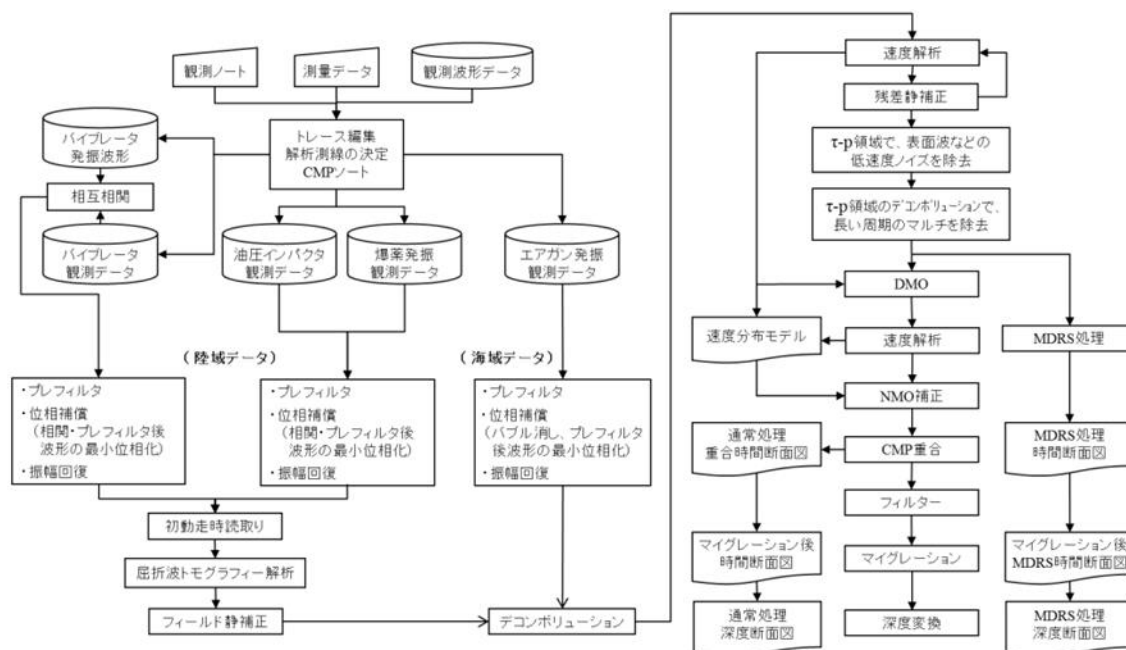 観測ノート
測量データ
観測波形データ
バイブレータ
発振波形
トレース編集
解析測線の決定
CMPソート
相互相関
バイブレータ
観測データ
油圧インパクタ
観測データ
爆薬発振
観測データ
エアガン発振
観測データ
(陸域データ)
(海域データ)
・プレフィルタ
・位相補償
(相関・プレフィルタ後
波形の最小位相化)
・振幅回復
・プレフィルタ
・位相補償
(相関・プレフィルタ後
波形の最小位相化)
・振幅回復
・プレフィルタ
・位相補償
(バブル消し、プレフィルタ
後波形の最小位相化)
・振幅回復
初動走時読取り
屈折波トモグラフィー解析
フィールド静補正
デコンボリューション
速度解析
残差静補正
τ-p領域で、表面波などの
低速度ノイズを除去
τ-p領域のデコンボリューションで、
長い周期のマルチを除去
DMO
速度分布モデル
速度解析
MDRS処理
NMO補正
通常処理
重合時間断面図
CMP重合
MDRS処理
時間断面図
フィルター
マイグレーション後
時間断面図
マイグレーション
マイグレーション後
MDRS時間断面図
通常処理
深度断面図
深度変換
MDRS処理
深度断面図